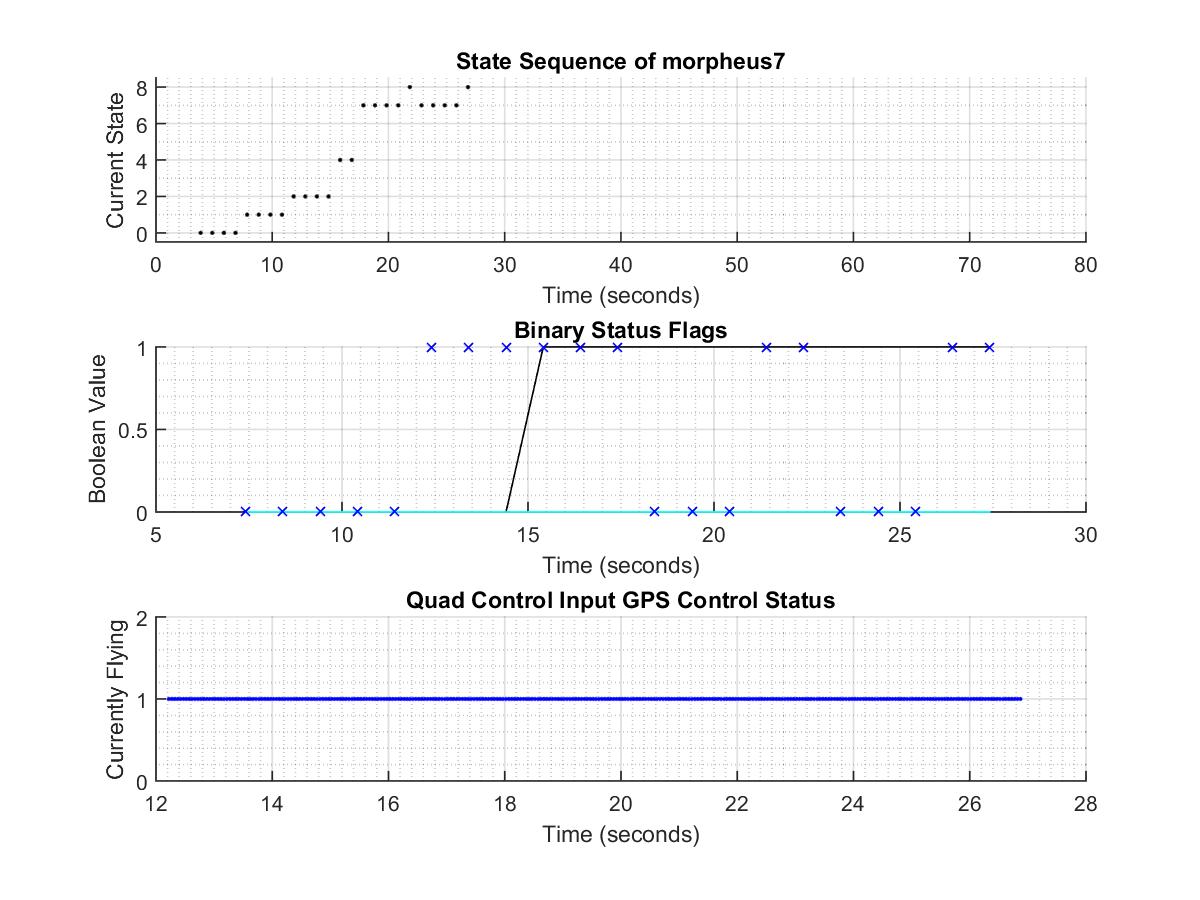 State Sequence of morpheus7
Current State
8
6
4
2
0
0 10 20 30 40 50 60 70 80
Time (seconds)
Binary Status Flags
Boolean Value
1
0.5
0
5 10 15 20 25 30
Time (seconds)
Quad Control Input GPS Control Status
Currently Flying
2
1
0
12 14 16 18 20 22 24 26 28
Time (seconds)